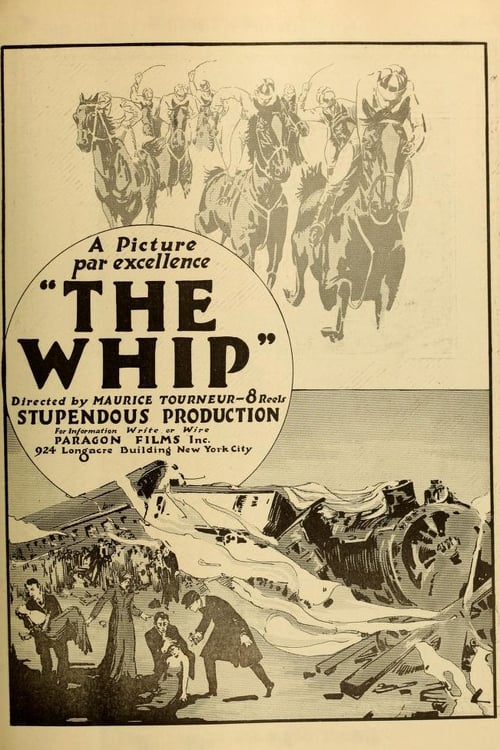 A Picture
par excellence
"THE
WHIP"
Directed by MAURICE TOURNEUR-8 Reels
STUPENDOUS PRODUCTION
For Information Write or Wire
PARAGON FILMS Inc.
924 Longacre Building New York City